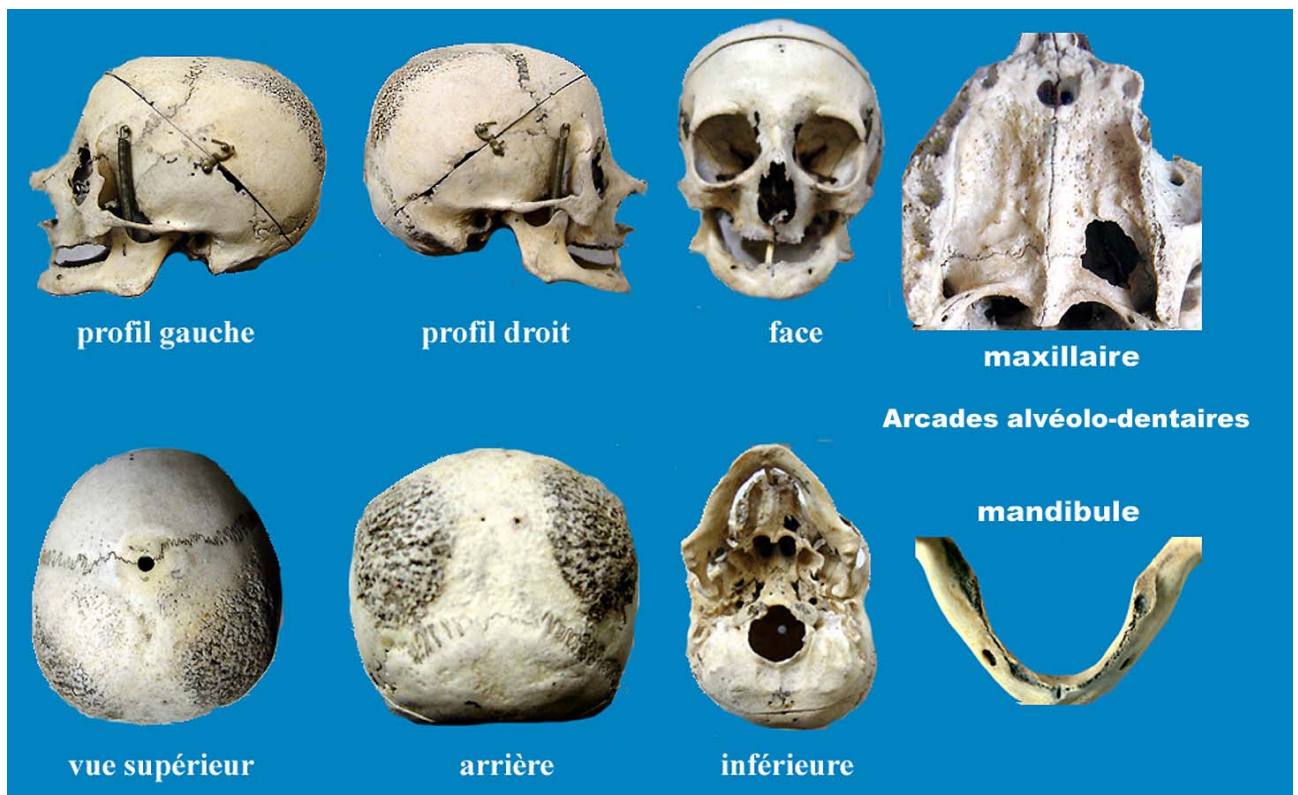 profil gauche
profil droit
face
maxillaire
Arcades alvéolo-dentaires
mandibule
vue supérieur
arrière
inférieure